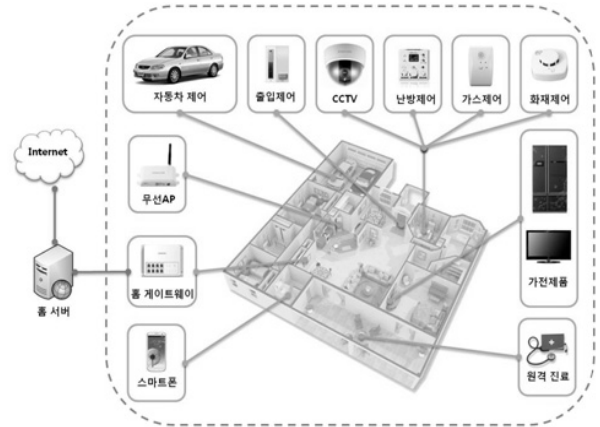 자동차 제어
출입제어
CCTV
난방제어
가스제어
화재제어
Internet
무선AP
홈 게이트웨이
가전제품
홈 서버
스마트폰
원격 진료